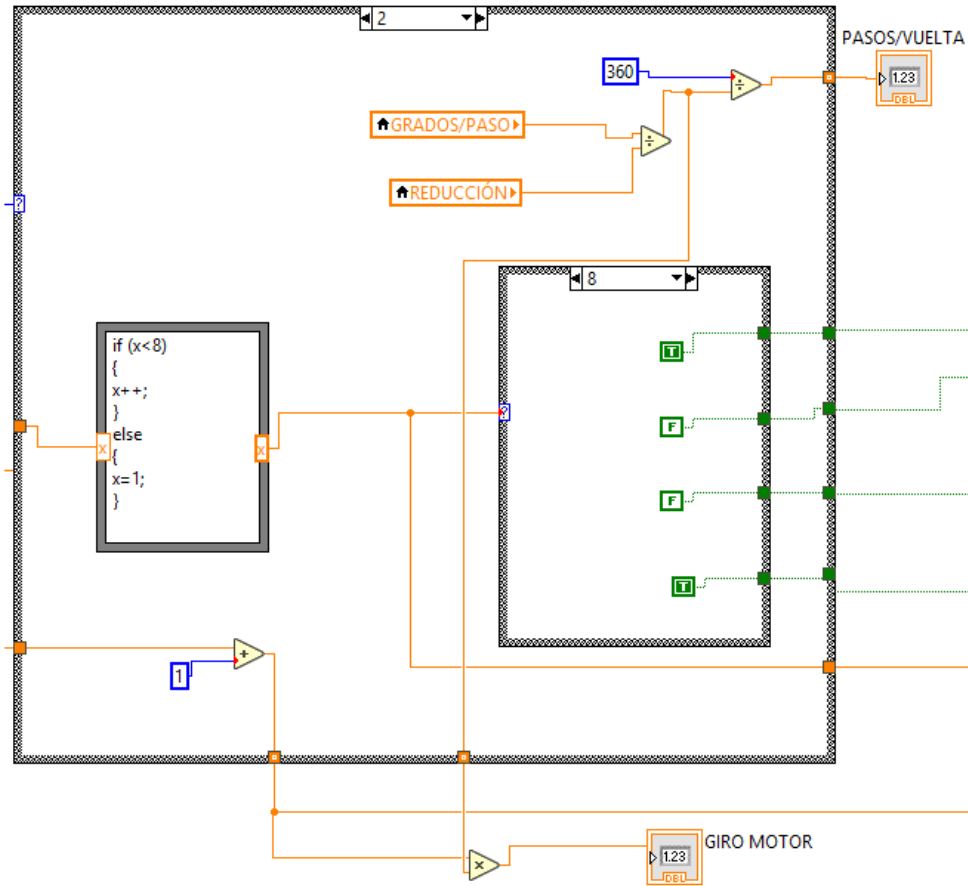 2
PASOS/VUELTA
360
1.23
DBL
GRADOS/PASO
÷
÷
REDUCCIÓN
?
8
if (x<8)
{
x++;
}
else
{
x=1;
}
x
x
?
T
F
F
T
+
1
×
1.23
DBL
GIRO MOTOR